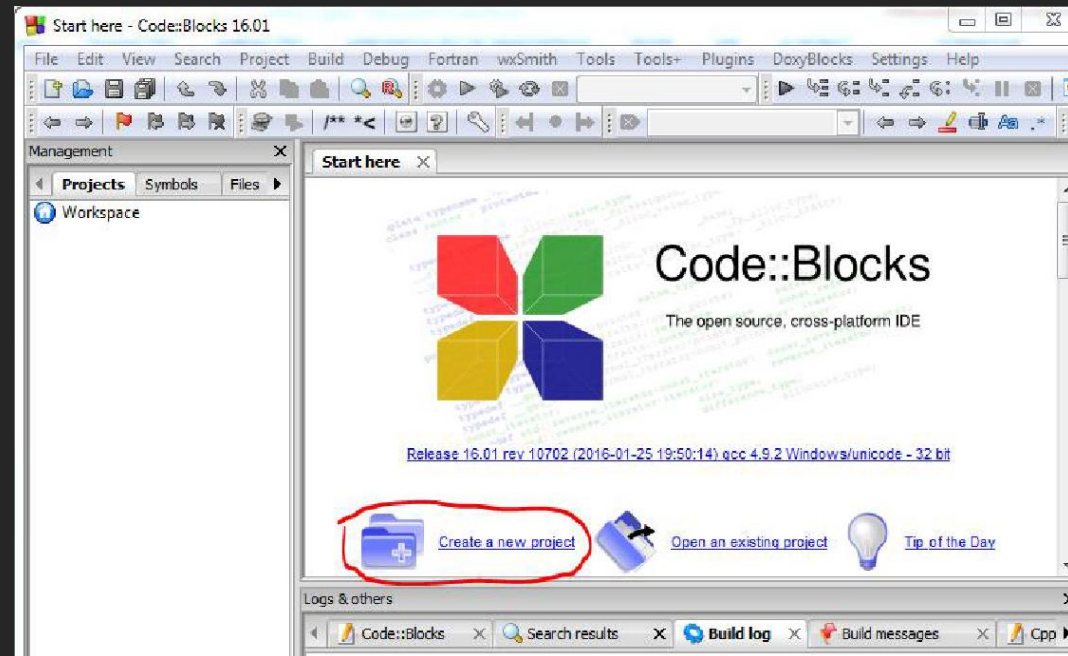 Start here - Code::Blocks 16.01
File Edit View Search Project Build Debug Fortran wxSmith Tools Tools+ Plugins DoxyBlocks Settings Help
/** *<
Management
Start here
Projects Symbols Files
Workspace
Code::Blocks
The open source, cross-platform IDE
Release 16.01 rev 10702 (2016-01-25 19:50:14) gcc 4.9.2 Windows/unicode - 32 bit
Create a new project
Open an existing project
Tip of the Day
Logs & others
Code::Blocks Search results Build log Build messages Cpp